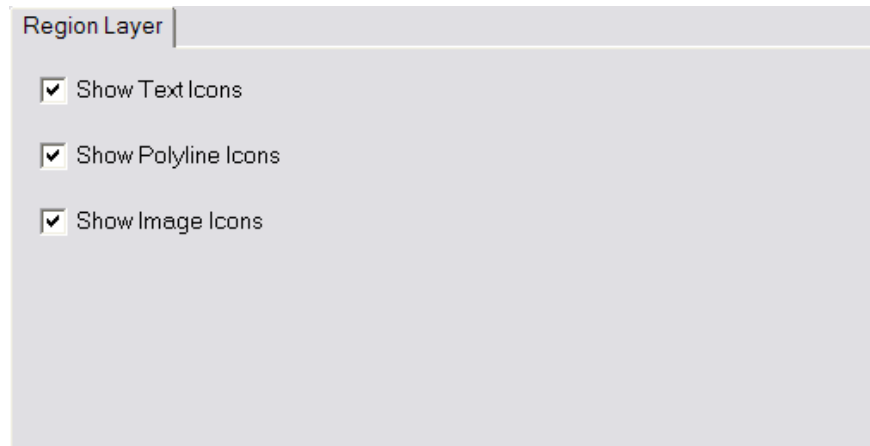 Region Layer
Show Text Icons
Show Polyline Icons
Show Image Icons